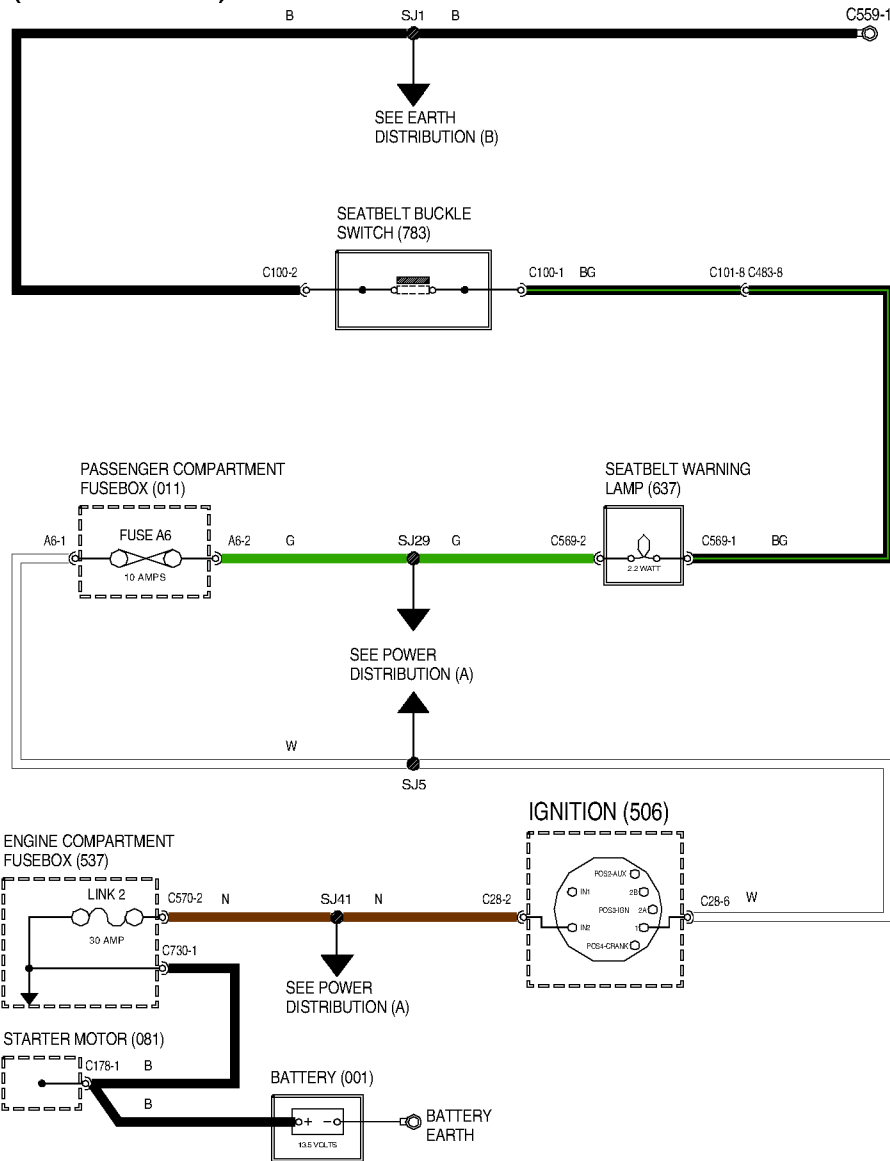 B SJ1 B C559-1
SEE EARTH
DISTRIBUTION (B)
SEATBELT BUCKLE
SWITCH (783)
C100-2 C100-1 BG C101-8 C483-8
PASSENGER COMPARTMENT
FUSEBOX (011)
SEATBELT WARNING
LAMP (637)
A6-1 FUSE A6 A6-2 G SJ29 G C569-2 C569-1 BG
10 AMPS
2.2 WATT
SEE POWER
DISTRIBUTION (A)
W
SJ5
IGNITION (506)
ENGINE COMPARTMENT
FUSEBOX (537)
LINK 2
30 AMP
C570-2 N SJ41 N C28-2
POS2-AUX
IN1 2B
POS3-IGN 2A
IN2 1
POS4-CRANK
C28-6 W
C730-1
SEE POWER
DISTRIBUTION (A)
STARTER MOTOR (081)
C178-1 B
B
BATTERY (001)
+ -
13.5 VOLTS
BATTERY
EARTH